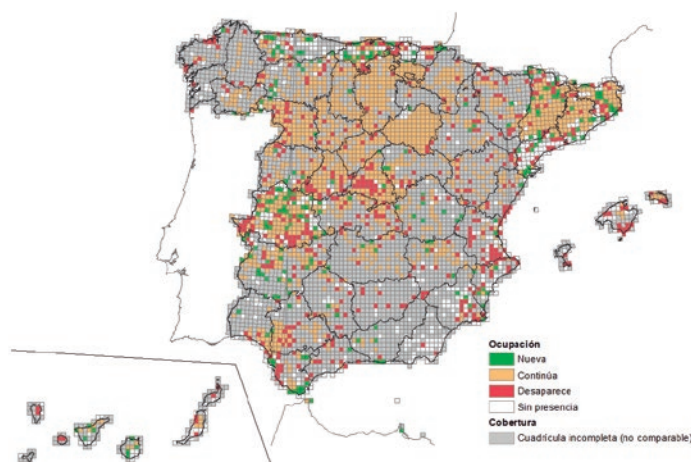 Ocupación
Nueva
Continúa
Desaparece
Sin presencia
Cobertura
Cuadrícula incompleta (no comparable)